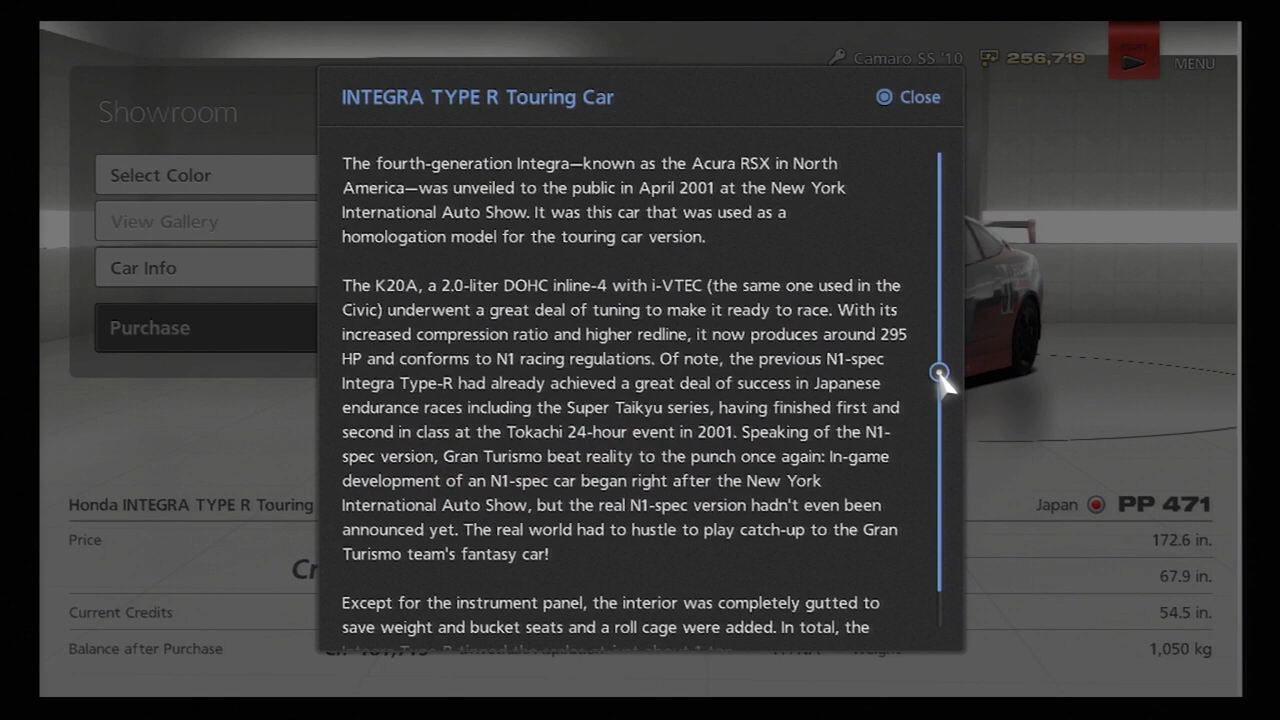 Camaro SS '10
256,719
MENU
Showroom
Select Color
View Gallery
Car Info
Purchase
INTEGRA TYPE R Touring Car
Close
The fourth-generation Integra—known as the Acura RSX in North
America—was unveiled to the public in April 2001 at the New York
International Auto Show. It was this car that was used as a
homologation model for the touring car version.
The K20A, a 2.0-liter DOHC inline-4 with i-VTEC (the same one used in the
Civic) underwent a great deal of tuning to make it ready to race. With its
increased compression ratio and higher redline, it now produces around 295
HP and conforms to N1 racing regulations. Of note, the previous N1-spec
Integra Type-R had already achieved a great deal of success in Japanese
endurance races including the Super Taikyu series, having finished first and
second in class at the Tokachi 24-hour event in 2001. Speaking of the N1-
spec version, Gran Turismo beat reality to the punch once again: In-game
development of an N1-spec car began right after the New York
International Auto Show, but the real N1-spec version hadn't even been
announced yet. The real world had to hustle to play catch-up to the Gran
Turismo team's fantasy car!
Except for the instrument panel, the interior was completely gutted to
save weight and bucket seats and a roll cage were added. In total, the
Honda INTEGRA TYPE R Touring
Japan PP 471
Price
Cr
172.6 in.
67.9 in.
Current Credits
54.5 in.
Balance after Purchase
Weight
1,050 kg